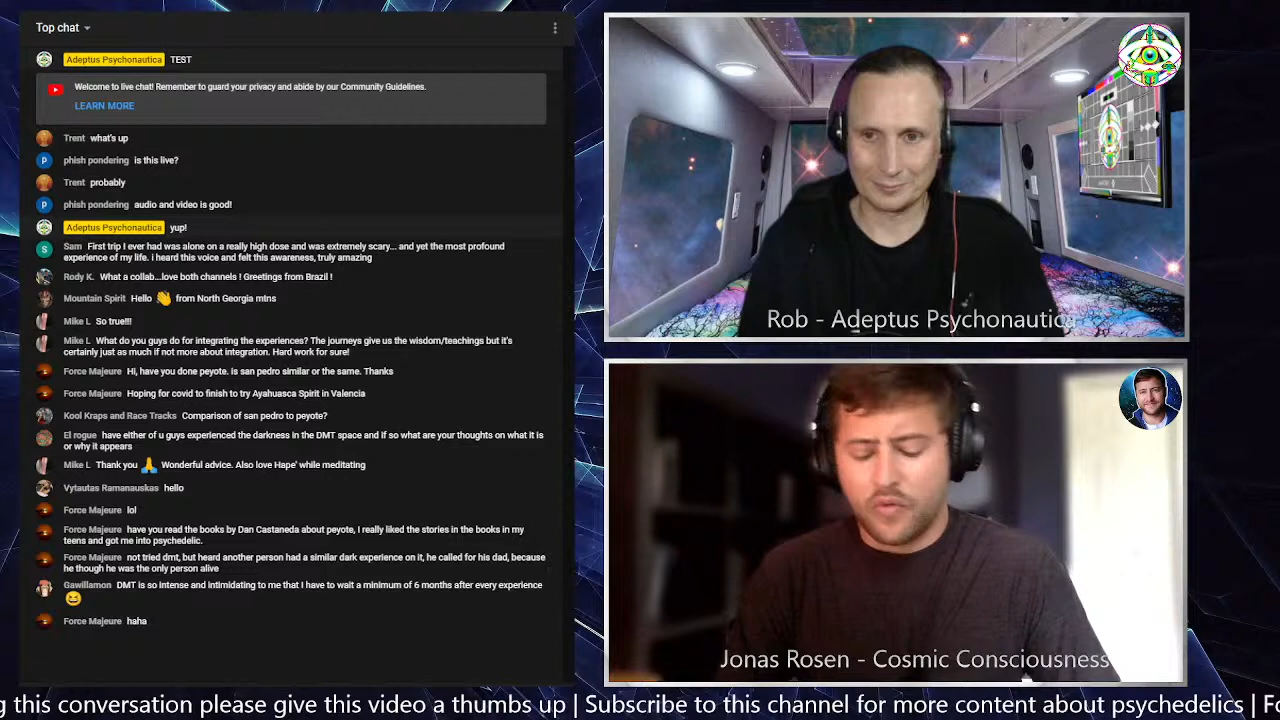 Top chat
Adeptus Psychonautica TEST
Welcome to live chat! Remember to guard your privacy and abide by our Community Guidelines.
LEARN MORE
Trent what's up
P phish pondering is this live?
Trent probably
P phish pondering audio and video is good!
Adeptus Psychonautica yup!
S Sam First trip I ever had was alone on a really high dose and was extremely scary... and yet the most profound
experience of my life. i heard this voice and felt this awareness, truly amazing
Rody K. What a collab...love both channels ! Greetings from Brazil !
Mountain Spirit Hello 👋 from North Georgia mtns
Mike L So true!!!
Mike L What do you guys do for integrating the experiences? The journeys give us the wisdom/teachings but it's
certainly just as much if not more about integration. Hard work for sure!
Force Majeure Hi, have you done peyote. is san pedro similar or the same. Thanks
Force Majeure Hoping for covid to finish to try Ayahuasca Spirit in Valencia
Kool Kraps and Race Tracks Comparison of san pedro to peyote?
El rogue have either of u guys experienced the darkness in the DMT space and if so what are your thoughts on what it is
or why it appears
Mike L Thank you 🙏 Wonderful advice. Also love Hape' while meditating
Vytautas Ramanauskas hello
Force Majeure lol
Force Majeure have you read the books by Dan Castaneda about peyote, I really liked the stories in the books in my
teens and got me into psychedelic.
Force Majeure not tried dmt, but heard another person had a similar dark experience on it, he called for his dad, because
he though he was the only person alive
Gawillamon DMT is so intense and intimidating to me that I have to wait a minimum of 6 months after every experience
😆
Force Majeure haha
Rob - Adeptus Psychonautica
Jonas Rosen - Cosmic Consciousness
g this conversation please give this video a thumbs up | Subscribe to this channel for more content about psychedelics | Fo